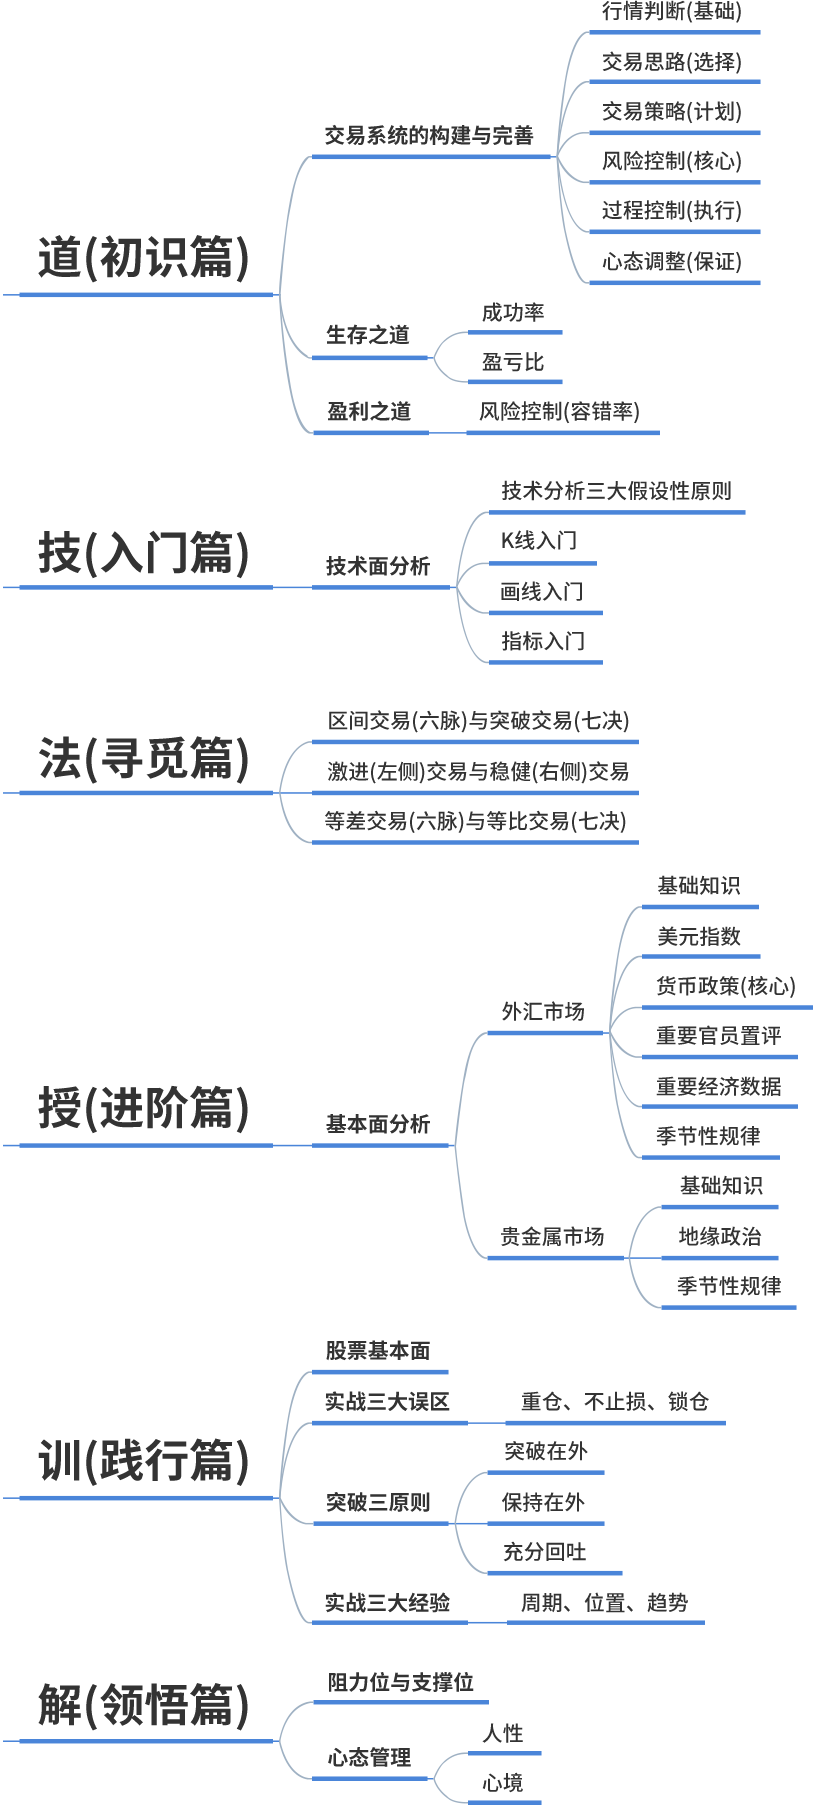 道(初识篇)
交易系统的构建与完善
行情判断(基础)
交易思路(选择)
交易策略(计划)
风险控制(核心)
过程控制(执行)
心态调整(保证)
生存之道
成功率
盈亏比
盈利之道
风险控制(容错率)
技(入门篇)
技术面分析
技术分析三大假设性原则
K线入门
画线入门
指标入门
法(寻觅篇)
区间交易(六脉)与突破交易(七决)
激进(左侧)交易与稳健(右侧)交易
等差交易(六脉)与等比交易(七决)
授(进阶篇)
基本面分析
外汇市场
基础知识
美元指数
货币政策(核心)
重要官员置评
重要经济数据
季节性规律
贵金属市场
基础知识
地缘政治
季节性规律
训(践行篇)
股票基本面
实战三大误区
重仓、不止损、锁仓
突破三原则
突破在外
保持在外
充分回吐
实战三大经验
周期、位置、趋势
解(领悟篇)
阻力位与支撑位
心态管理
人性
心境